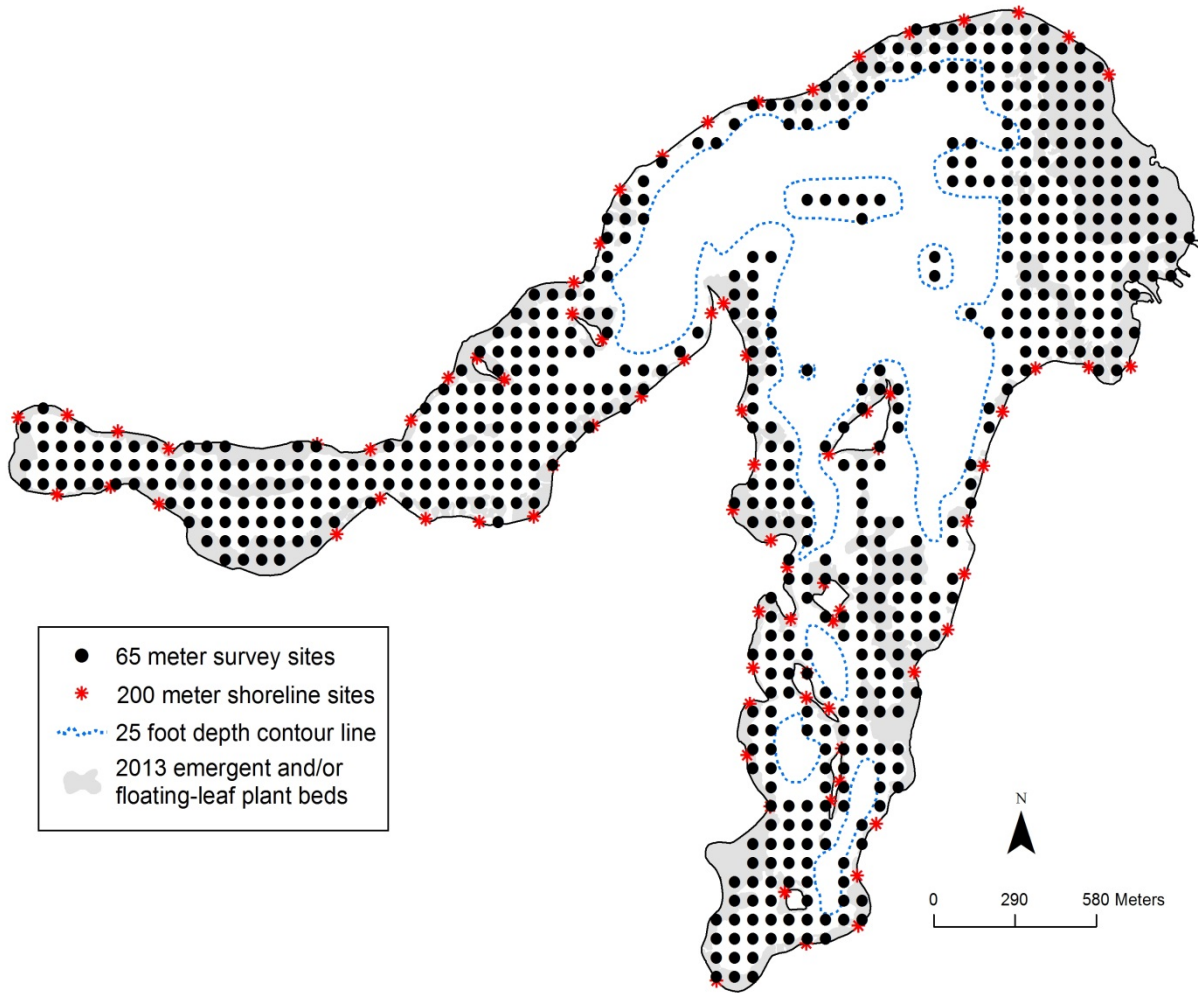 65 meter survey sites
200 meter shoreline sites
25 foot depth contour line
2013 emergent and/or
floating-leaf plant beds
N
0 290 580 Meters